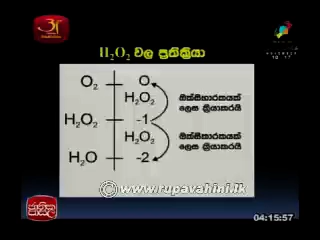 H₂O₂ වල ප්‍රතික්‍රියා
O₂ 0
H₂O₂
ඔක්සිහාරකයක්
ලෙස ක්‍රියාකරයි
H₂O₂ -1
H₂O₂
ඔක්සිකාරකයක්
ලෙස ක්‍රියාකරයි
H₂O -2
www.rupavahini.lk
04:15:57